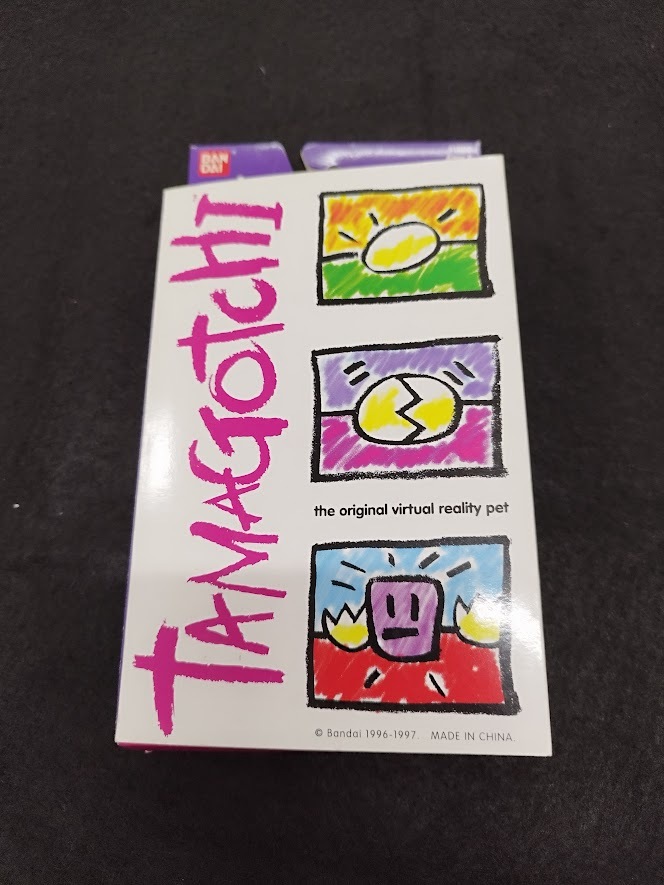 BAN
DAI
TAMAGOTCHI
the original virtual reality pet
© Bandai 1996-1997. MADE IN CHINA.